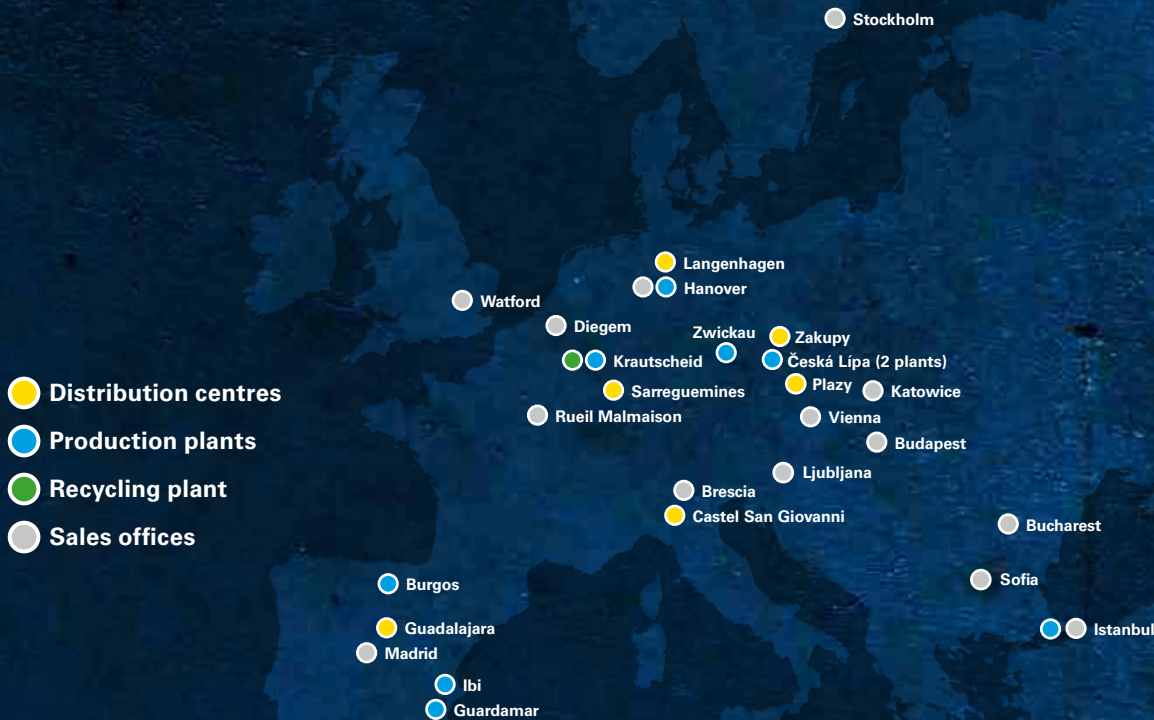 Stockholm
Langenhagen
Hanover
Watford
Diegem
Zwickau
Zakupy
Krautscheid
Česká Lípa (2 plants)
Sarreguemines
Plazy
Katowice
Rueil Malmaison
Vienna
Budapest
Ljubljana
Brescia
Castel San Giovanni
Bucharest
Sofia
Burgos
Guadalajara
Istanbul
Madrid
Ibi
Guardamar
Distribution centres
Production plants
Recycling plant
Sales offices